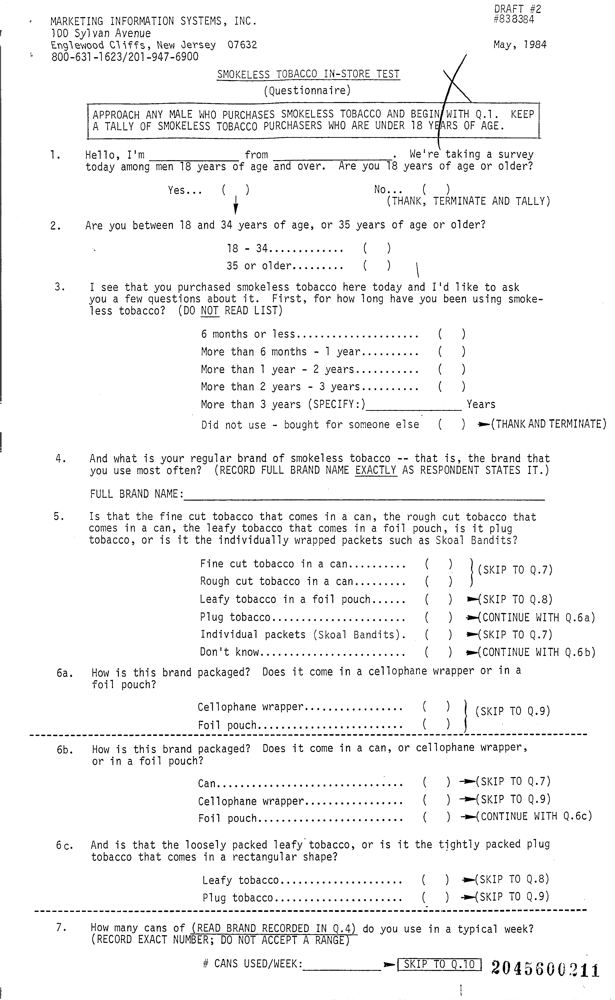 DRAFT #2
MARKETING INFORMATION SYSTEMS, INC. #838384
100 Sylvan Avenue
Englewood Cliffs, New Jersey 07632 May, 1984
800-631-1623/201-947-6900
SMOKELESS TOBACCO IN-STORE TEST
(Questionnaire)
APPROACH ANY MALE WHO PURCHASES SMOKELESS TOBACCO AND BEGIN WITH Q.1. KEEP
A TALLY OF SMOKELESS TOBACCO PURCHASERS WHO ARE UNDER 18 YEARS OF AGE.
1. Hello, I'm ____________ from ________________. We're taking a survey
today among men 18 years of age and over. Are you 18 years of age or older?
Yes... ( ) No... ( )
(THANK, TERMINATE AND TALLY)
2. Are you between 18 and 34 years of age, or 35 years of age or older?
18 - 34............. ( )
35 or older......... ( )
3. I see that you purchased smokeless tobacco here today and I'd like to ask
you a few questions about it. First, for how long have you been using smoke-
less tobacco? (DO NOT READ LIST)
6 months or less..................... ( )
More than 6 months - 1 year.......... ( )
More than 1 year - 2 years........... ( )
More than 2 years - 3 years.......... ( )
More than 3 years (SPECIFY:)_____________ Years
Did not use - bought for someone else ( ) (THANK AND TERMINATE)
4. And what is your regular brand of smokeless tobacco -- that is, the brand that
you use most often? (RECORD FULL BRAND NAME EXACTLY AS RESPONDENT STATES IT.)
FULL BRAND NAME:____________________
5. Is that the fine cut tobacco that comes in a can, the rough cut tobacco that
comes in a can, the leafy tobacco that comes in a foil pouch, is it plug
tobacco, or is it the individually wrapped packets such as Skoal Bandits?
Fine cut tobacco in a can.......... ( ) (SKIP TO Q.7)
Rough cut tobacco in a can......... ( )
Leafy tobacco in a foil pouch...... ( ) (SKIP TO Q.8)
Plug tobacco....................... ( ) (CONTINUE WITH Q.6a)
Individual packets (Skoal Bandits). ( ) (SKIP TO Q.7)
Don't know......................... ( ) (CONTINUE WITH Q.6b)
6a. How is this brand packaged? Does it come in a cellophane wrapper or in a
foil pouch?
Cellophane wrapper................. ( ) (SKIP TO Q.9)
Foil pouch......................... ( )
6b. How is this brand packaged? Does it come in a can, or cellophane wrapper,
or in a foil pouch?
Can................................ ( ) (SKIP TO Q.7)
Cellophane wrapper................. ( ) (SKIP TO Q.9)
Foil pouch......................... ( ) (CONTINUE WITH Q.6c)
6c. And is that the loosely packed leafy tobacco, or is it the tightly packed plug
tobacco that comes in a rectangular shape?
Leafy tobacco...................... ( ) (SKIP TO Q.8)
Plug tobacco....................... ( ) (SKIP TO Q.9)
7. How many cans of (READ BRAND RECORDED IN Q.4) do you use in a typical week?
(RECORD EXACT NUMBER; DO NOT ACCEPT A RANGE)
# CANS USED/WEEK:___________ SKIP TO Q.10 2045600211